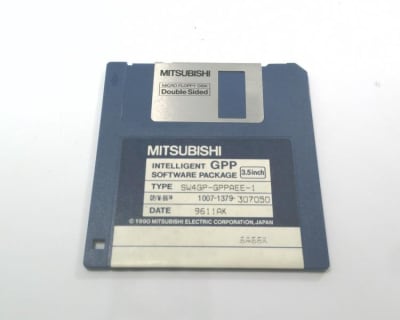 MITSUBISHI
MICRO FLOPPY DISK
Double Sided
MITSUBISHI
INTELLIGENT GPP
SOFTWARE PACKAGE 3.5inch
TYPE SW4GP-GPPAEE-1
1007-1379-307050
DATE 9611AK
© 1990 MITSUBISHI ELECTRIC CORPORATION, JAPAN